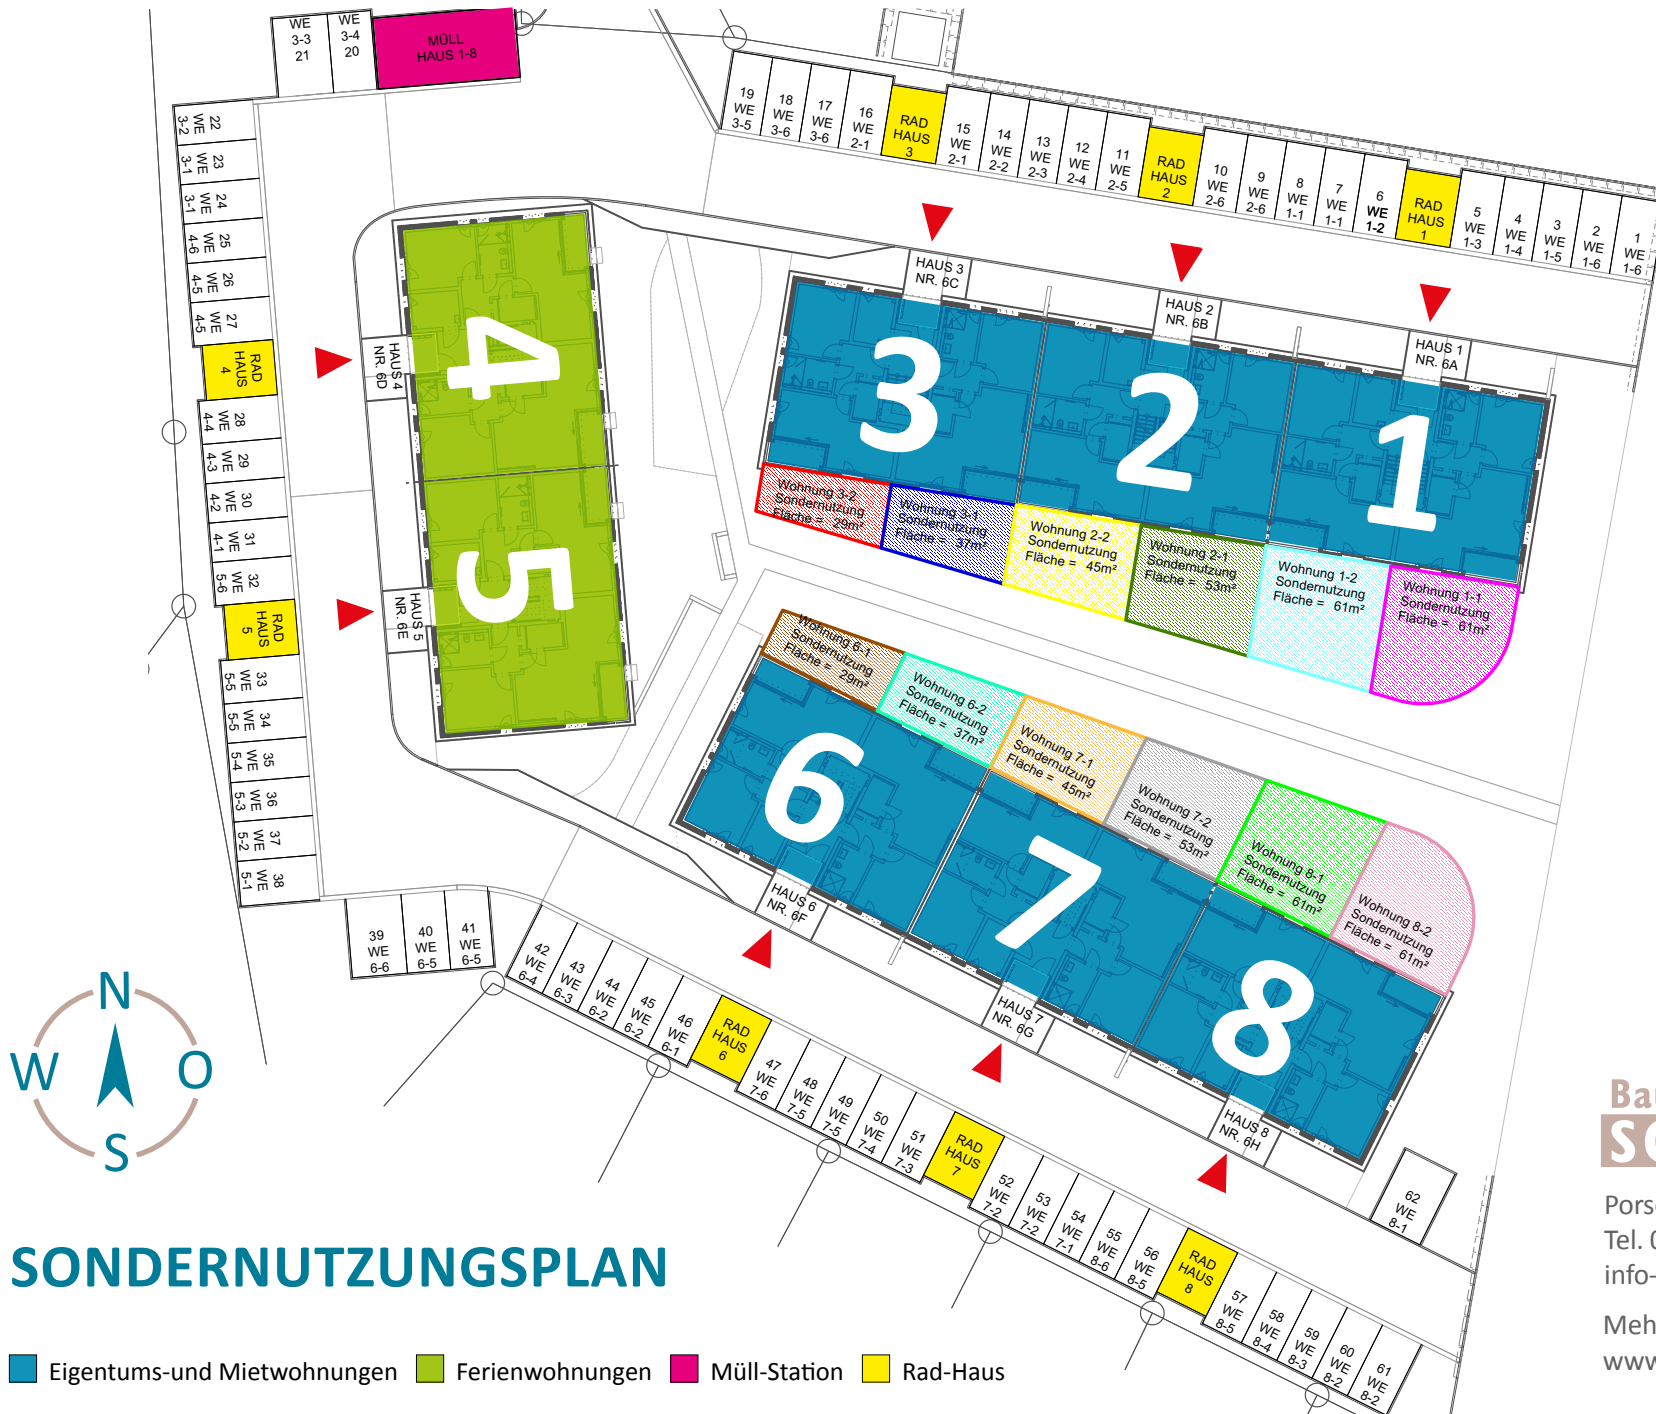 WE
3-3
21
WE
3-4
20
MÜLL
HAUS 1-8
19
WE
3-5
18
WE
3-6
17
WE
3-6
16
WE
2-1
RAD
HAUS
3
15
WE
2-1
14
WE
2-2
13
WE
2-3
12
WE
2-4
11
WE
2-5
RAD
HAUS
2
10
WE
2-6
9
WE
2-6
8
WE
1-1
7
WE
1-1
6
WE
1-2
RAD
HAUS
1
5
WE
1-3
4
WE
1-4
3
WE
1-5
2
WE
1-6
1
WE
1-6
22
WE
3-2
23
WE
3-1
24
WE
3-1
25
WE
4-6
26
WE
4-5
27
WE
4-5
RAD
HAUS
4
28
WE
4-4
29
WE
4-3
30
WE
4-2
31
WE
4-1
32
WE
5-6
RAD
HAUS
5
33
WE
5-5
34
WE
5-5
35
WE
5-4
36
WE
5-3
37
WE
5-2
38
WE
5-1
HAUS 4
NR. 6D
4
HAUS 5
NR. 6E
5
HAUS 3
NR. 6C
3
HAUS 2
NR. 6B
2
HAUS 1
NR. 6A
1
Wohnung 3-2
Sondernutzung
Fläche = 29m²
Wohnung 3-1
Sondernutzung
Fläche = 37m²
Wohnung 2-2
Sondernutzung
Fläche = 45m²
Wohnung 2-1
Sondernutzung
Fläche = 53m²
Wohnung 1-2
Sondernutzung
Fläche = 61m²
Wohnung 1-1
Sondernutzung
Fläche = 61m²
Wohnung 6-1
Sondernutzung
Fläche = 29m²
Wohnung 6-2
Sondernutzung
Fläche = 37m²
Wohnung 7-1
Sondernutzung
Fläche = 45m²
Wohnung 7-2
Sondernutzung
Fläche = 53m²
Wohnung 8-1
Sondernutzung
Fläche = 61m²
Wohnung 8-2
Sondernutzung
Fläche = 61m²
6
HAUS 6
NR. 6F
7
HAUS 7
NR. 6G
8
HAUS 8
NR. 6H
39
WE
6-6
40
WE
6-5
41
WE
6-5
42
WE
6-4
43
WE
6-3
44
WE
6-2
45
WE
6-2
46
WE
6-1
RAD
HAUS
6
47
WE
7-6
48
WE
7-5
49
WE
7-5
50
WE
7-4
51
WE
7-3
RAD
HAUS
7
52
WE
7-2
53
WE
7-2
54
WE
7-1
55
WE
8-6
56
WE
8-5
RAD
HAUS
8
57
WE
8-5
58
WE
8-4
59
WE
8-3
60
WE
8-2
61
WE
8-2
62
WE
8-1
N
W O
S
Tel.
info-
www
SONDERNUTZUNGSPLAN
Eigentums-und Mietwohnungen Ferienwohnungen Müll-Station Rad-Haus